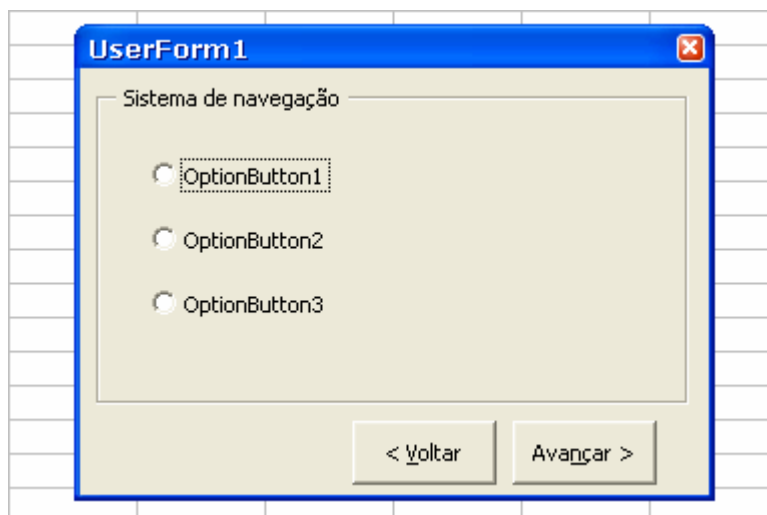 UserForm1
Sistema de navegação
OptionButton1
OptionButton2
OptionButton3
< Voltar
Avançar >